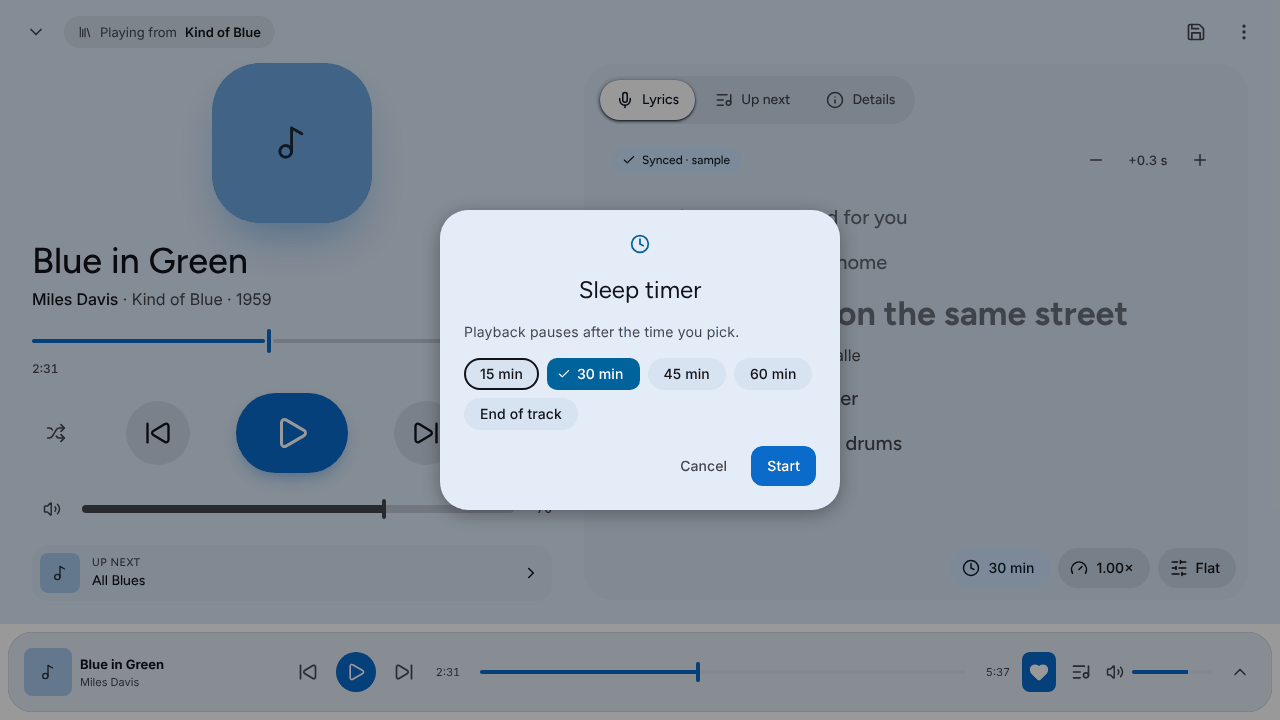 Playing from Kind of Blue
Blue in Green
Miles Davis · Kind of Blue · 1959
2:31
UP NEXT
All Blues
Lyrics
Up next
Details
Synced · sample
+0.3 s
for you
home
on the same street
er
drums
30 min
1.00×
Flat
Sleep timer
Playback pauses after the time you pick.
15 min
30 min
45 min
60 min
End of track
Cancel
Start
Blue in Green
Miles Davis
2:31
5:37